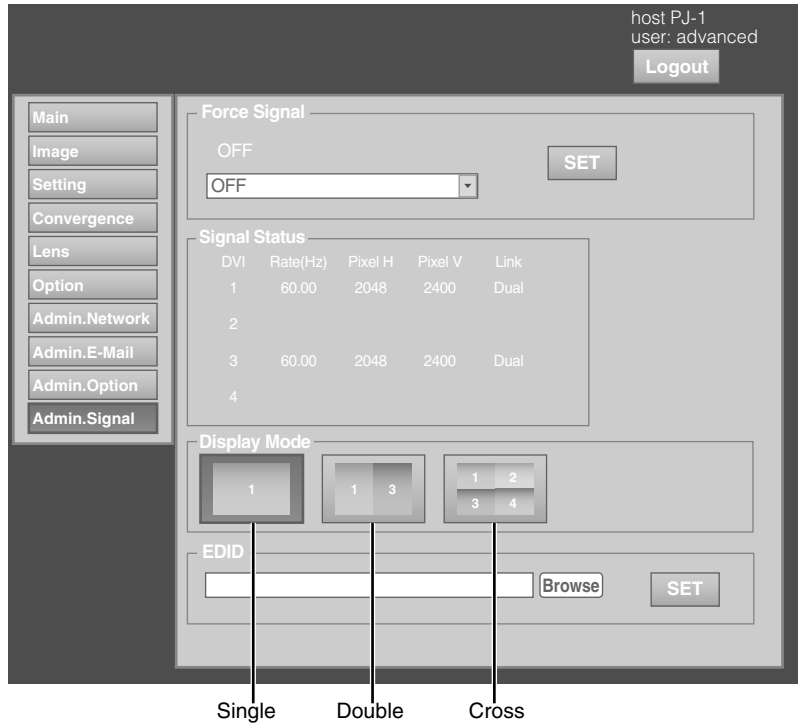 host PJ-1
user: advanced
Logout
Main
Image
Setting
Convergence
Lens
Option
Admin.Network
Admin.E-Mail
Admin.Option
Admin.Signal
Force Signal
OFF
OFF
SET
Signal Status
DVI Rate(Hz) Pixel H Pixel V Link
1 60.00 2048 2400 Dual
2
3 60.00 2048 2400 Dual
4
Display Mode
1
1 3
1 2
3 4
EDID
Browse
SET
Single Double Cross